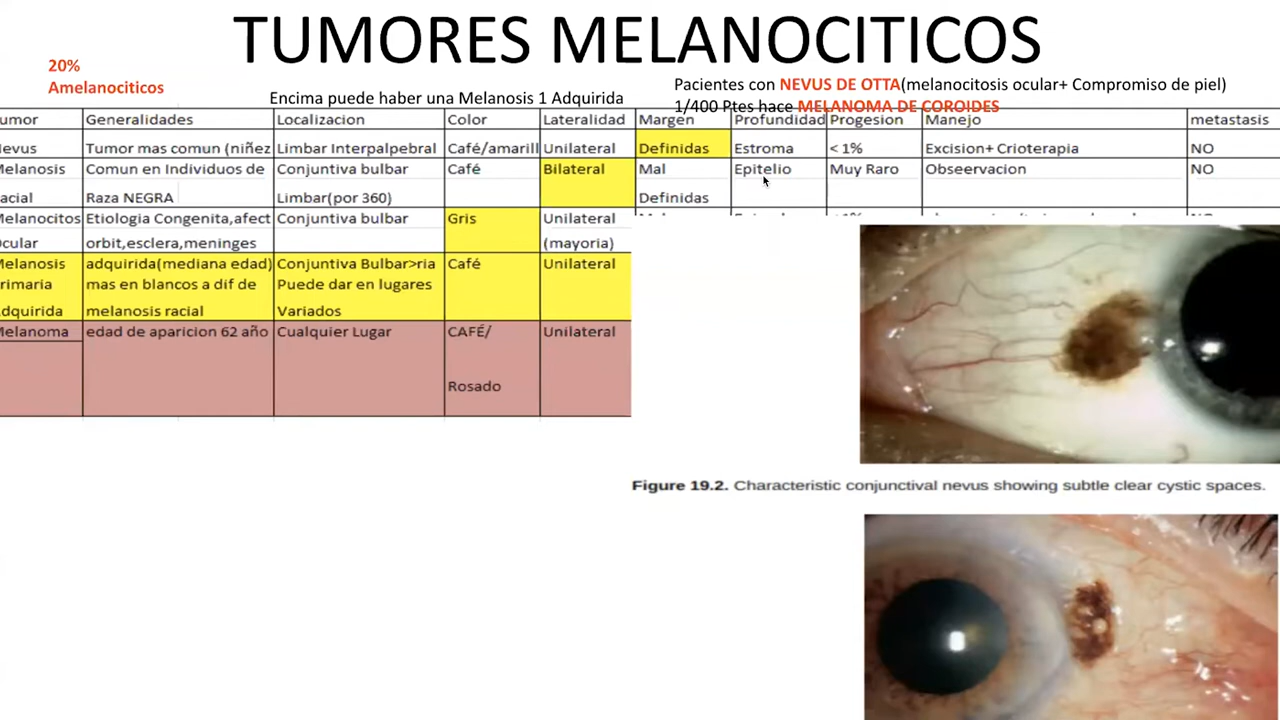 TUMORES MELANOCITICOS
20%
Amelanociticos
Encima puede haber una Melanosis 1 Adquirida
Pacientes con NEVUS DE OTTA(melanocitosis ocular+ Compromiso de piel)
1/400 Ptes hace MELANOMA DE COROIDES
umor Generalidades Localizacion Color Lateralidad Margen Profundidad Progesion Manejo metastasis
Nevus Tumor mas comun (niñez Limbar Interpalpebral Café/amarill Unilateral Definidas Estroma < 1% Excision+ Crioterapia NO
Melanosis Comun en Individuos de Conjuntiva bulbar Café Bilateral Mal Epitelio Muy Raro Obseervacion NO
acial Raza NEGRA Limbar(por 360) Definidas
Melanocitos Etiologia Congenita,afect Conjuntiva bulbar Gris Unilateral
Ocular orbit,esclera,meninges (mayoria)
Melanosis adquirida(mediana edad) Conjuntiva Bulbar>ria Café Unilateral
rimaria mas en blancos a dif de Puede dar en lugares
Adquirida melanosis racial Variados
Melanoma edad de aparicion 62 año Cualquier Lugar CAFÉ/ Unilateral
Rosado
Figure 19.2. Characteristic conjunctival nevus showing subtle clear cystic spaces.